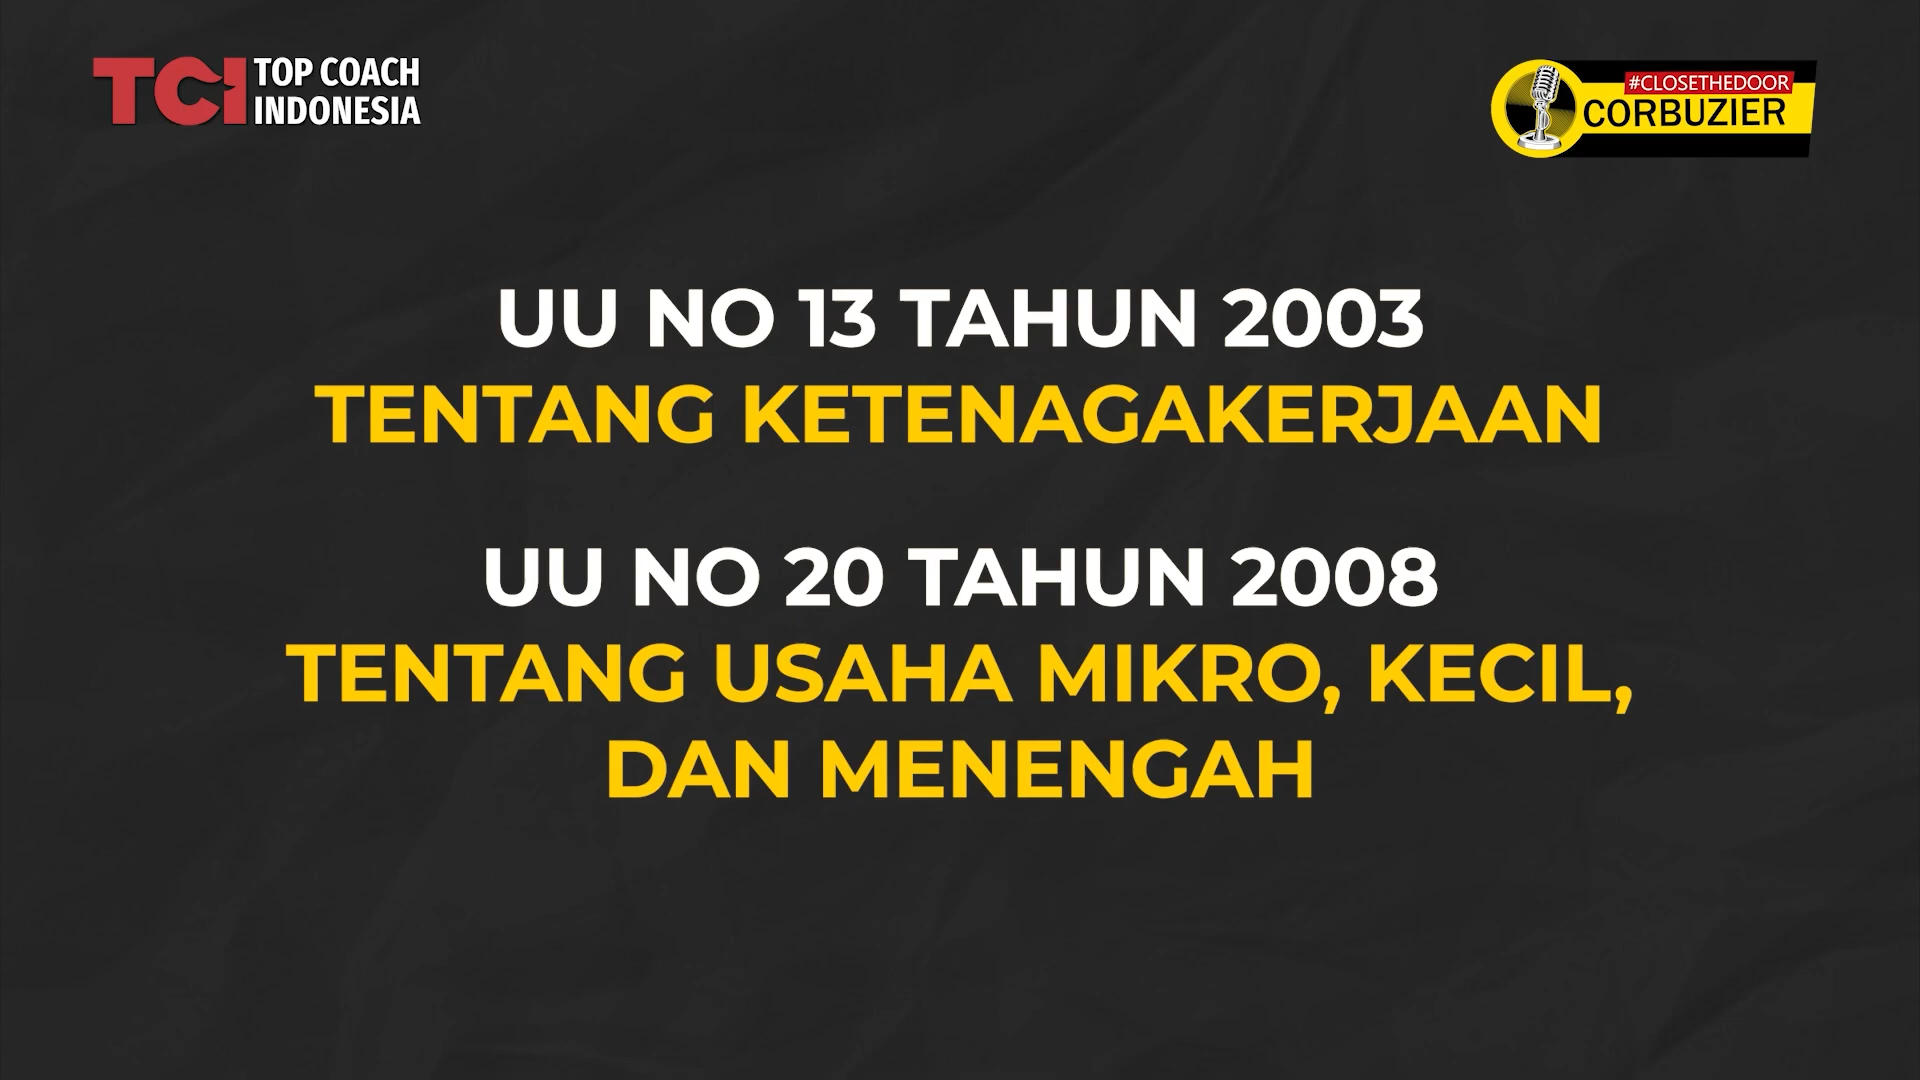 TCI TOP COACH
INDONESIA
#CLOSETHEDOOR
CORBUZIER
UU NO 13 TAHUN 2003
TENTANG KETENAGAKERJAAN
UU NO 20 TAHUN 2008
TENTANG USAHA MIKRO, KECIL,
DAN MENENGAH